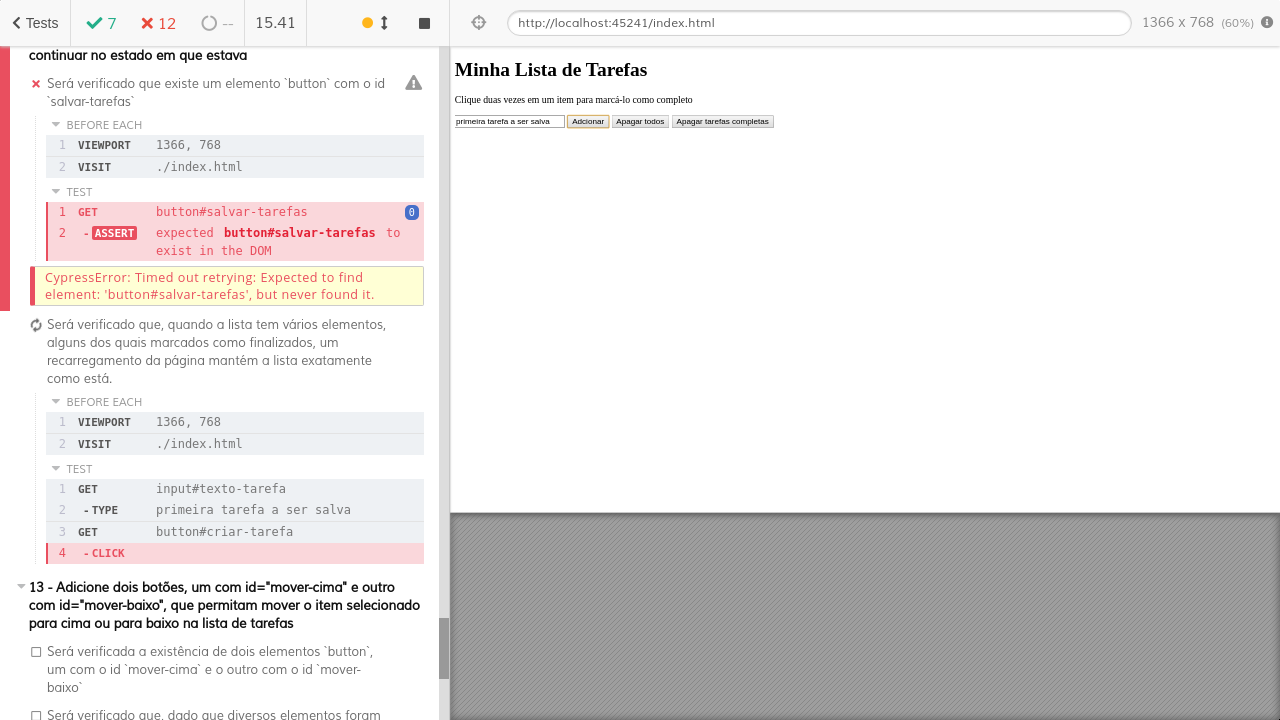 Tests 7 12 -- 15.41 http://localhost:45241/index.html 1366 x 768 (60%)
continuar no estado em que estava
Será verificado que existe um elemento `button` com o id
`salvar-tarefas`
BEFORE EACH
1 VIEWPORT 1366, 768
2 VISIT ./index.html
TEST
1 GET button#salvar-tarefas 0
2 -ASSERT expected button#salvar-tarefas to
exist in the DOM
CypressError: Timed out retrying: Expected to find
element: 'button#salvar-tarefas', but never found it.
Será verificado que, quando a lista tem vários elementos,
alguns dos quais marcados como finalizados, um
recarregamento da página mantém a lista exatamente
como está.
BEFORE EACH
1 VIEWPORT 1366, 768
2 VISIT ./index.html
TEST
1 GET input#texto-tarefa
2 -TYPE primeira tarefa a ser salva
3 GET button#criar-tarefa
4 -CLICK
13 - Adicione dois botões, um com id="mover-cima" e outro
com id="mover-baixo", que permitam mover o item selecionado
para cima ou para baixo na lista de tarefas
Será verificada a existência de dois elementos `button`,
um com o id `mover-cima` e o outro com o id `mover-
baixo`
Será verificado que, dado que diversos elementos foram
Minha Lista de Tarefas
Clique duas vezes em um item para marcá-lo como completo
primeira tarefa a ser salva Adicionar Apagar todos Apagar tarefas completas